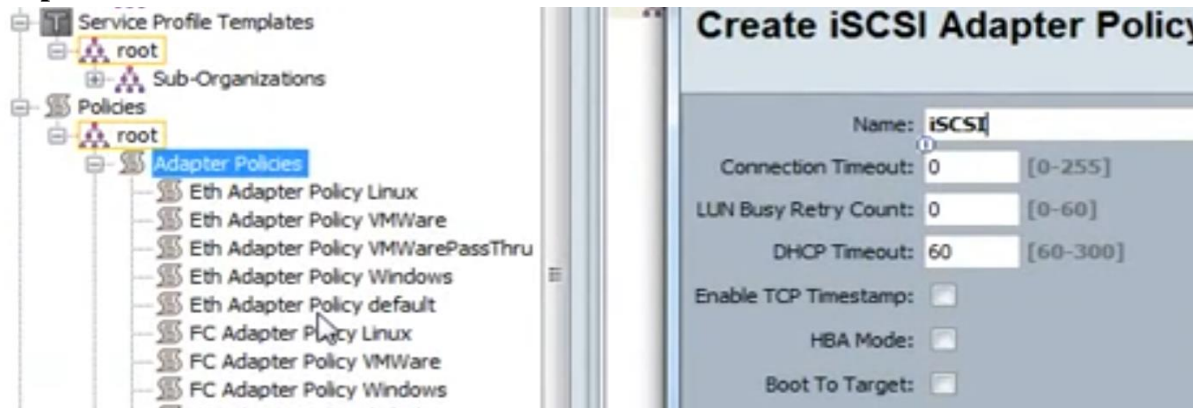 Service Profile Templates
root
Sub-Organizations
Policies
root
Adapter Policies
Eth Adapter Policy Linux
Eth Adapter Policy VMWare
Eth Adapter Policy VMWarePassThru
Eth Adapter Policy Windows
Eth Adapter Policy default
FC Adapter Policy Linux
FC Adapter Policy VMWare
FC Adapter Policy Windows
Create iSCSI Adapter Policy
Name: iSCSI
Connection Timeout: 0 [0-255]
LUN Busy Retry Count: 0 [0-60]
DHCP Timeout: 60 [60-300]
Enable TCP Timestamp:
HBA Mode:
Boot To Target: